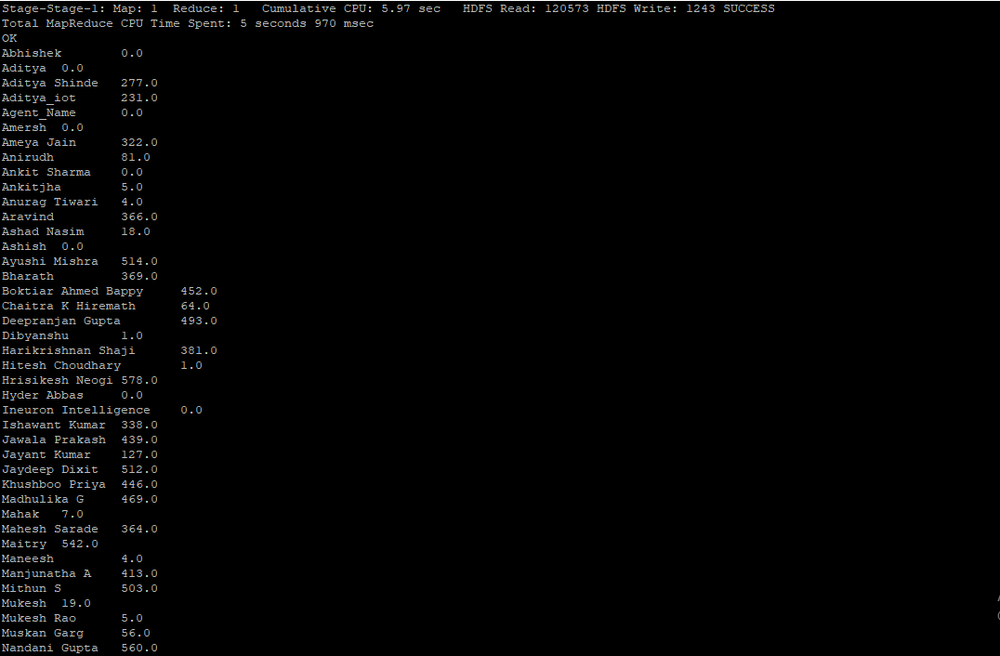 Stage-Stage-1: Map: 1  Reduce: 1   Cumulative CPU: 5.97 sec   HDFS Read: 120573 HDFS Write: 1243 SUCCESS
Total MapReduce CPU Time Spent: 5 seconds 970 msec
OK
Abhishek        0.0
Aditya  0.0
Aditya Shinde   277.0
Aditya_iot      231.0
Agent_Name      0.0
Amersh  0.0
Ameya Jain      322.0
Anirudh         81.0
Ankit Sharma    0.0
Ankitjha        5.0
Anurag Tiwari   4.0
Aravind         366.0
Ashad Nasim     18.0
Ashish  0.0
Ayushi Mishra   514.0
Bharath         369.0
Boktiar Ahmed Bappy     452.0
Chaitra K Hiremath      64.0
Deepranjan Gupta        493.0
Dibyanshu       1.0
Harikrishnan Shaji      381.0
Hitesh Choudhary        1.0
Hrisikesh Neogi 578.0
Hyder Abbas     0.0
Ineuron Intelligence    0.0
Ishawant Kumar  338.0
Jawala Prakash  439.0
Jayant Kumar    127.0
Jaydeep Dixit   512.0
Khushboo Priya  446.0
Madhulika G     469.0
Mahak   7.0
Mahesh Sarade   364.0
Maitry  542.0
Maneesh         4.0
Manjunatha A    413.0
Mithun S        503.0
Mukesh  19.0
Mukesh Rao      5.0
Muskan Garg     56.0
Nandani Gupta   560.0